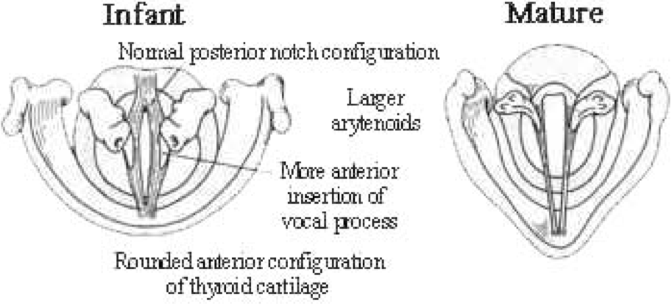 Infant
Mature
Normal posterior notch configuration
Larger
arytenoids
More anterior
insertion of
vocal process
Rounded anterior configuration
of thyroid cartilage